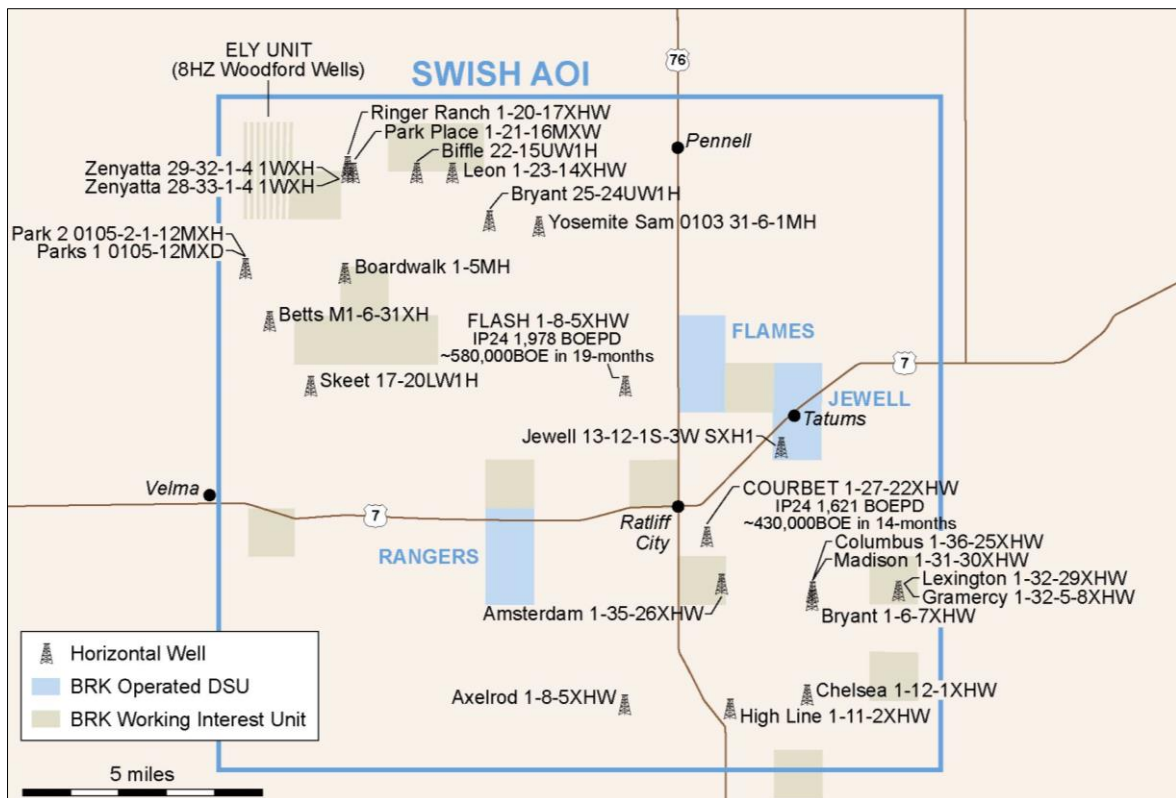 ELY UNIT
(8HZ Woodford Wells)
SWISH AOI
76
Ringer Ranch 1-20-17XHW
Park Place 1-21-16MXW
Biffle 22-15UW1H
Leon 1-23-14XHW
Pennell
Zenyatta 29-32-1-4 1WXH
Zenyatta 28-33-1-4 1WXH
Bryant 25-24UW1H
Yosemite Sam 0103 31-6-1MH
Park 2 0105-2-1-12MXH
Parks 1 0105-12MXD
Boardwalk 1-5MH
Betts M1-6-31XH
FLASH 1-8-5XHW
IP24 1,978 BOEPD
~580,000BOE in 19-months
FLAMES
7
Skeet 17-20LW1H
JEWELL
Tatums
Jewell 13-12-1S-3W SXH1
Velma
COURBET 1-27-22XHW
IP24 1,621 BOEPD
~430,000BOE in 14-months
7
Ratliff
City
RANGERS
Columbus 1-36-25XHW
Madison 1-31-30XHW
Lexington 1-32-29XHW
Gramercy 1-32-5-8XHW
Amsterdam 1-35-26XHW
Bryant 1-6-7XHW
Horizontal Well
BRK Operated DSU
BRK Working Interest Unit
Axelrod 1-8-5XHW
Chelsea 1-12-1XHW
High Line 1-11-2XHW
5 miles